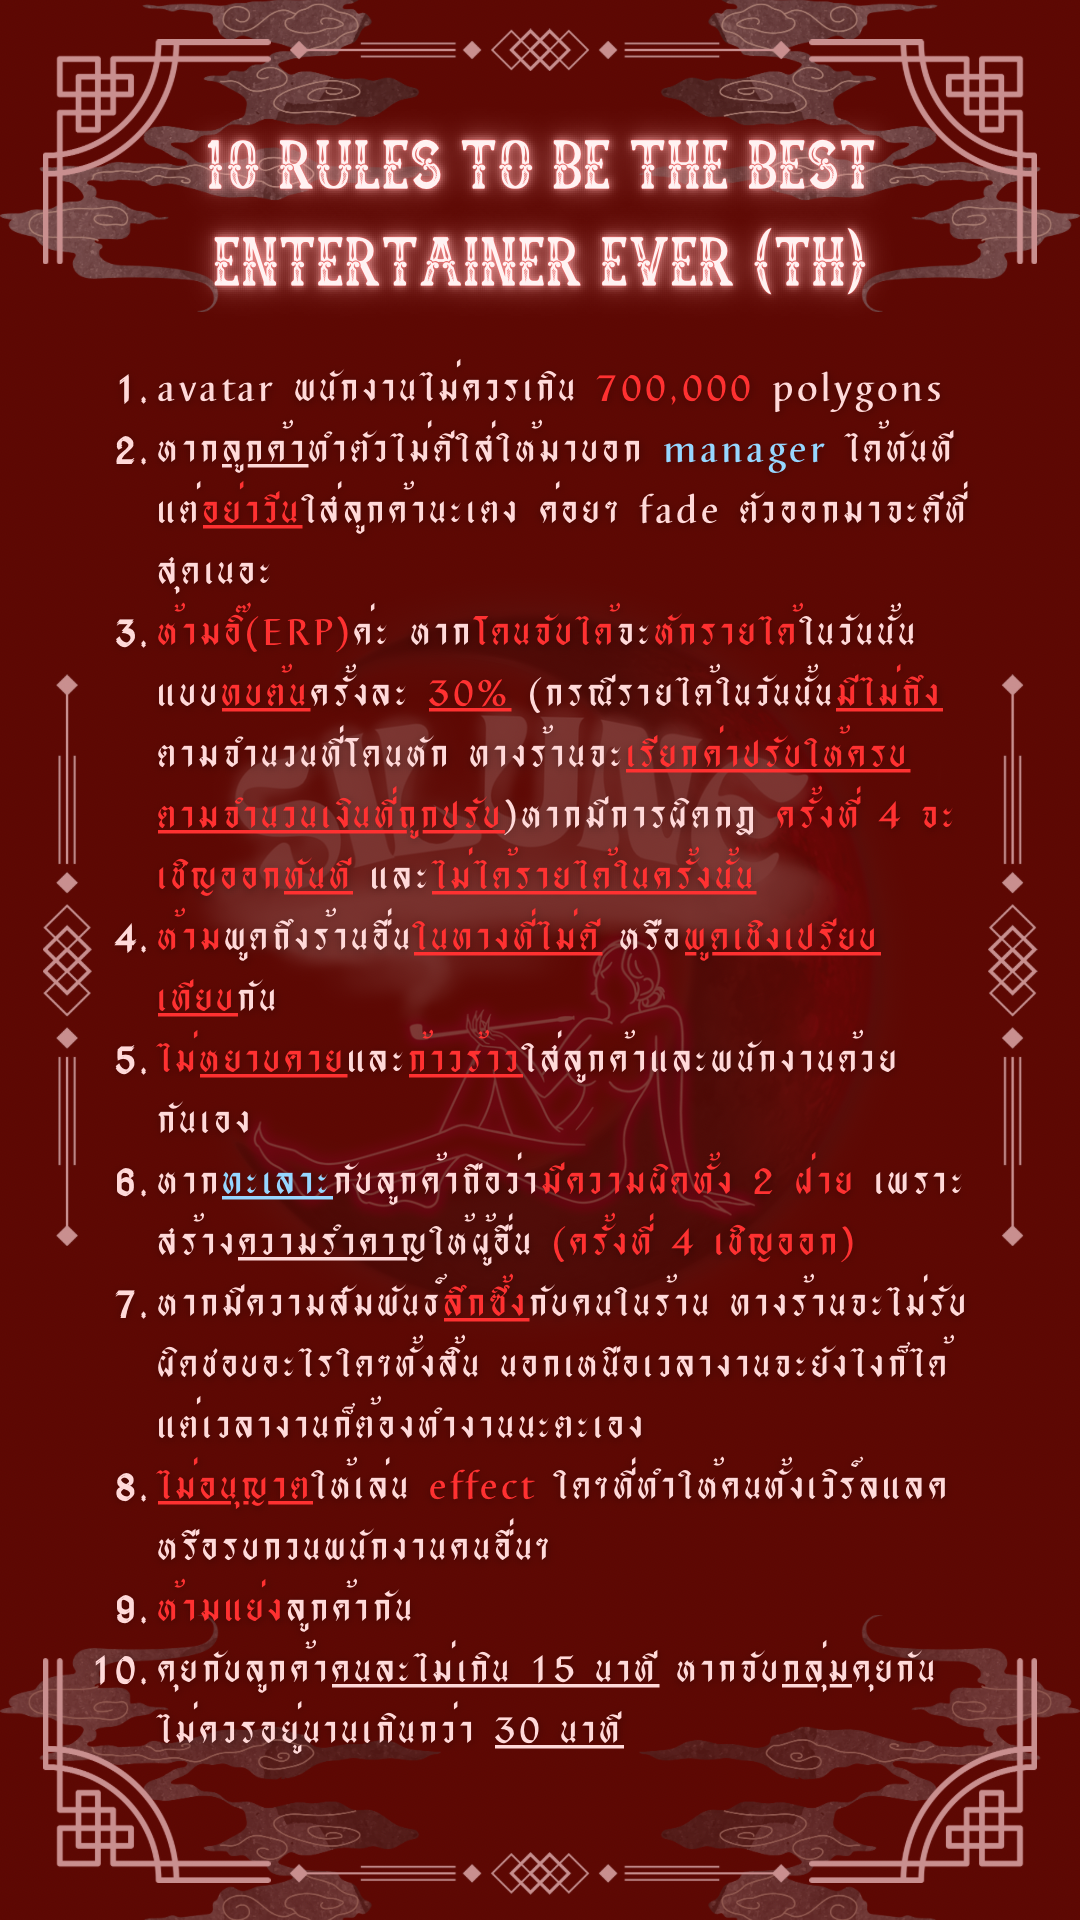 10 RULES TO BE THE BEST
ENTERTAINER EVER (TH)
1. avatar พนักงานไม่ควรเกิน 700,000 polygons
2. หากลูกค้าทำตัวไม่ดีใส่ให้มาบอก manager ได้ทันที
แต่อย่าวีนใส่ลูกค้านะเตง ค่อยๆ fade ตัวออกมาจะดีที่
สุดเนอะ
3. ห้ามอิ๊(ERP)ค่ะ หากโดนจับได้จะหักรายได้ในวันนั้น
แบบทบต้นครั้งละ 30% (กรณีรายได้ในวันนั้นมีไม่ถึง
ตามจำนวนที่โดนหัก ทางร้านจะเรียกค่าปรับให้ครบ
ตามจำนวนเงินที่ถูกปรับ)หากมีการผิดกฎ ครั้งที่ 4 จะ
เชิญออกทันที และไม่ได้รายได้ในครั้งนั้น
4. ห้ามพูดถึงร้านอื่นในทางที่ไม่ดี หรือพูดเชิงเปรียบ
เทียบกัน
5. ไม่หยาบคายและก้าวร้าวใส่ลูกค้าและพนักงานด้วย
กันเอง
6. หากทะเลาะกับลูกค้าถือว่ามีความผิดทั้ง 2 ฝ่าย เพราะ
สร้างความรำคาญให้ผู้อื่น (ครั้งที่ 4 เชิญออก)
7. หากมีความสัมพันธ์ลึกซึ้งกับคนในร้าน ทางร้านจะไม่รับ
ผิดชอบอะไรใดๆทั้งสิ้น นอกเหนือเวลางานจะยังไงก็ได้
แต่เวลางานก็ต้องทำงานนะตะเอง
8. ไม่อนุญาตให้เล่น effect ใดๆที่ทำให้คนทั้งเวิร์ลแลค
หรือรบกวนพนักงานคนอื่นๆ
9. ห้ามแย่งลูกค้ากัน
10. คุยกับลูกค้าคนละไม่เกิน 15 นาที หากจับกลุ่มคุยกัน
ไม่ควรอยู่นานเกินกว่า 30 นาที